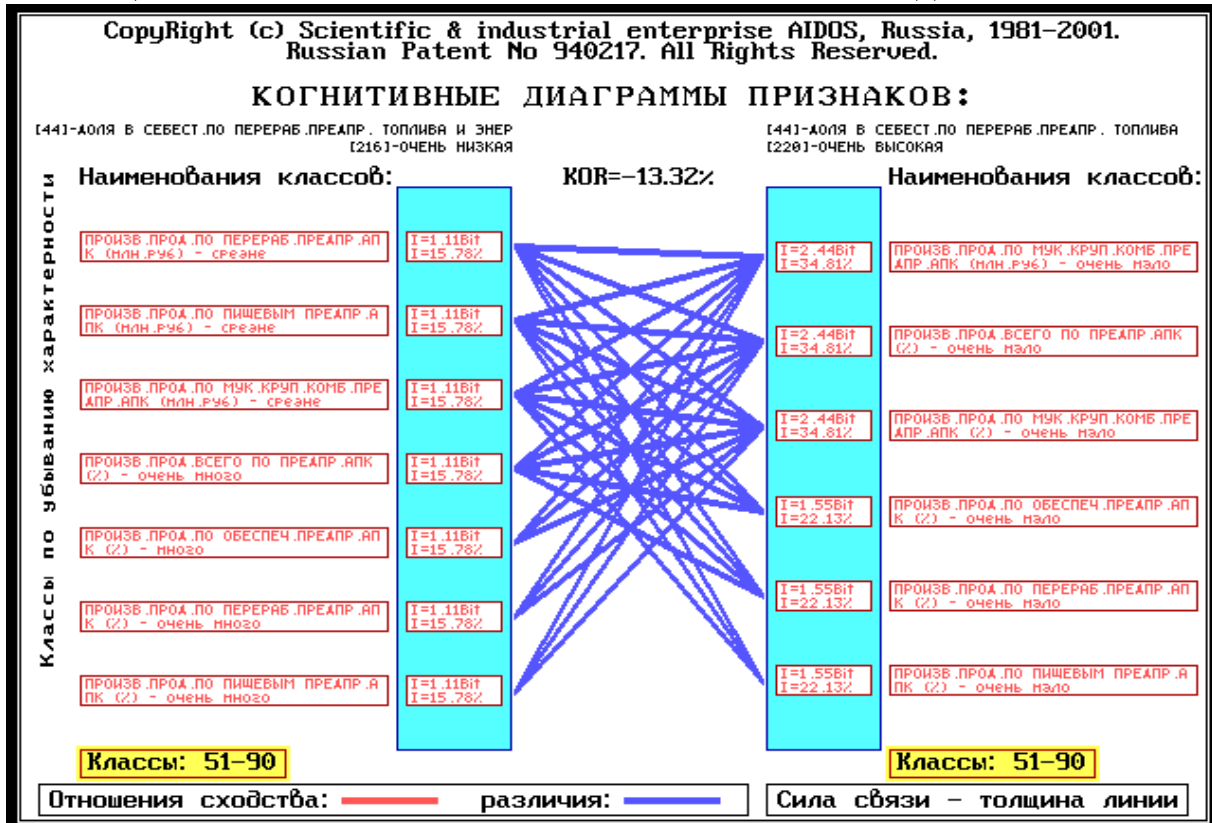 CopyRight (c) Scientific & industrial enterprise AIDOS, Russia, 1981-2001.
Russian Patent No 940217. All Rights Reserved.
КОГНИТИВНЫЕ ДИАГРАММЫ ПРИЗНАКОВ:
[44]-ДОЛЯ В СЕБЕСТ.ПО ПЕРЕРАБ.ПРЕДПР. ТОПЛИВА И ЭНЕР
[216]-ОЧЕНЬ НИЗКАЯ
[44]-ДОЛЯ В СЕБЕСТ.ПО ПЕРЕРАБ.ПРЕДПР. ТОПЛИВА
[220]-ОЧЕНЬ ВЫСОКАЯ
Наименования классов:
KOR=-13.32%
Наименования классов:
Классы по убыванию характерности
ПРОИЗВ.ПРОД.ПО ПЕРЕРАБ.ПРЕДПР.АП
К (млн.руб) - средне
I=1.11Bit
I=15.78%
ПРОИЗВ.ПРОД.ПО ПИЩЕВЫМ ПРЕДПР.А
ПК (млн.руб) - средне
I=1.11Bit
I=15.78%
ПРОИЗВ.ПРОД.ПО МУК.КРУП.КОМБ.ПРЕ
ДПР.АПК (млн.руб) - средне
I=1.11Bit
I=15.78%
ПРОИЗВ.ПРОД.ВСЕГО ПО ПРЕДПР.АПК
(%) - очень много
I=1.11Bit
I=15.78%
ПРОИЗВ.ПРОД.ПО ОБЕСПЕЧ.ПРЕДПР.АП
К (%) - много
I=1.11Bit
I=15.78%
ПРОИЗВ.ПРОД.ПО ПЕРЕРАБ.ПРЕДПР.АП
К (%) - очень много
I=1.11Bit
I=15.78%
ПРОИЗВ.ПРОД.ПО ПИЩЕВЫМ ПРЕДПР.А
ПК (%) - очень много
I=1.11Bit
I=15.78%
I=2.44Bit
I=34.81%
ПРОИЗВ.ПРОД.ПО МУК.КРУП.КОМБ.ПРЕ
ДПР.АПК (млн.руб) - очень мало
I=2.44Bit
I=34.81%
ПРОИЗВ.ПРОД.ВСЕГО ПО ПРЕДПР.АПК
(%) - очень мало
I=2.44Bit
I=34.81%
ПРОИЗВ.ПРОД.ПО МУК.КРУП.КОМБ.ПРЕ
ДПР.АПК (%) - очень мало
I=1.55Bit
I=22.13%
ПРОИЗВ.ПРОД.ПО ОБЕСПЕЧ.ПРЕДПР.АП
К (%) - очень мало
I=1.55Bit
I=22.13%
ПРОИЗВ.ПРОД.ПО ПЕРЕРАБ.ПРЕДПР.АП
К (%) - очень мало
I=1.55Bit
I=22.13%
ПРОИЗВ.ПРОД.ПО ПИЩЕВЫМ ПРЕДПР.А
ПК (%) - очень мало
Классы: 51-90
Классы: 51-90
Отношения сходства: различия:
Сила связи - толщина линии